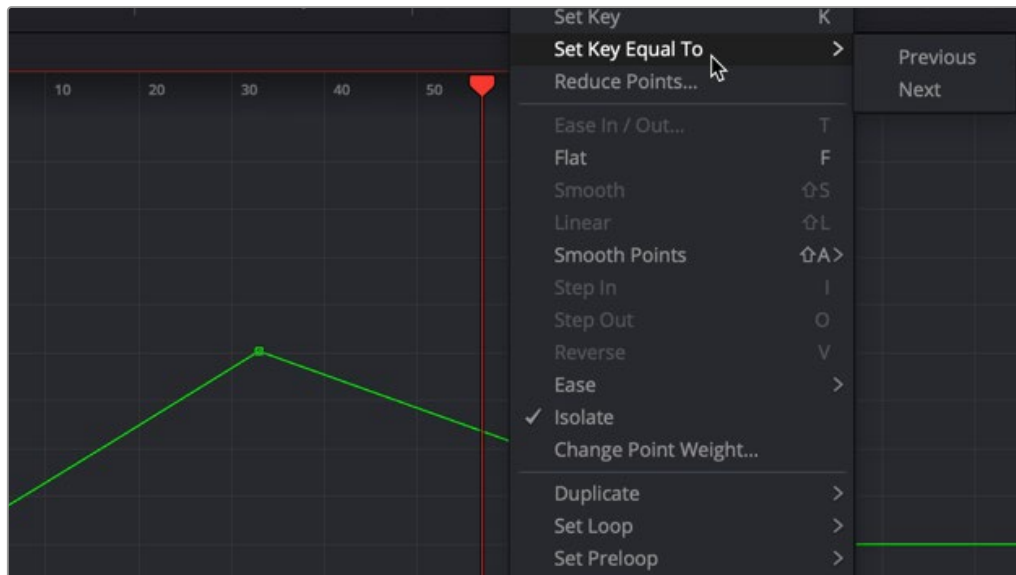 Set Key K
Set Key Equal To >
Previous
Reduce Points...
Next
10 20 30 40 50
Ease In / Out... T
Flat F
Smooth ⇧S
Linear ⇧L
Smooth Points ⇧A>
Step In I
Step Out O
Reverse V
Ease >
✓ Isolate
Change Point Weight...
Duplicate >
Set Loop >
Set Preloop >